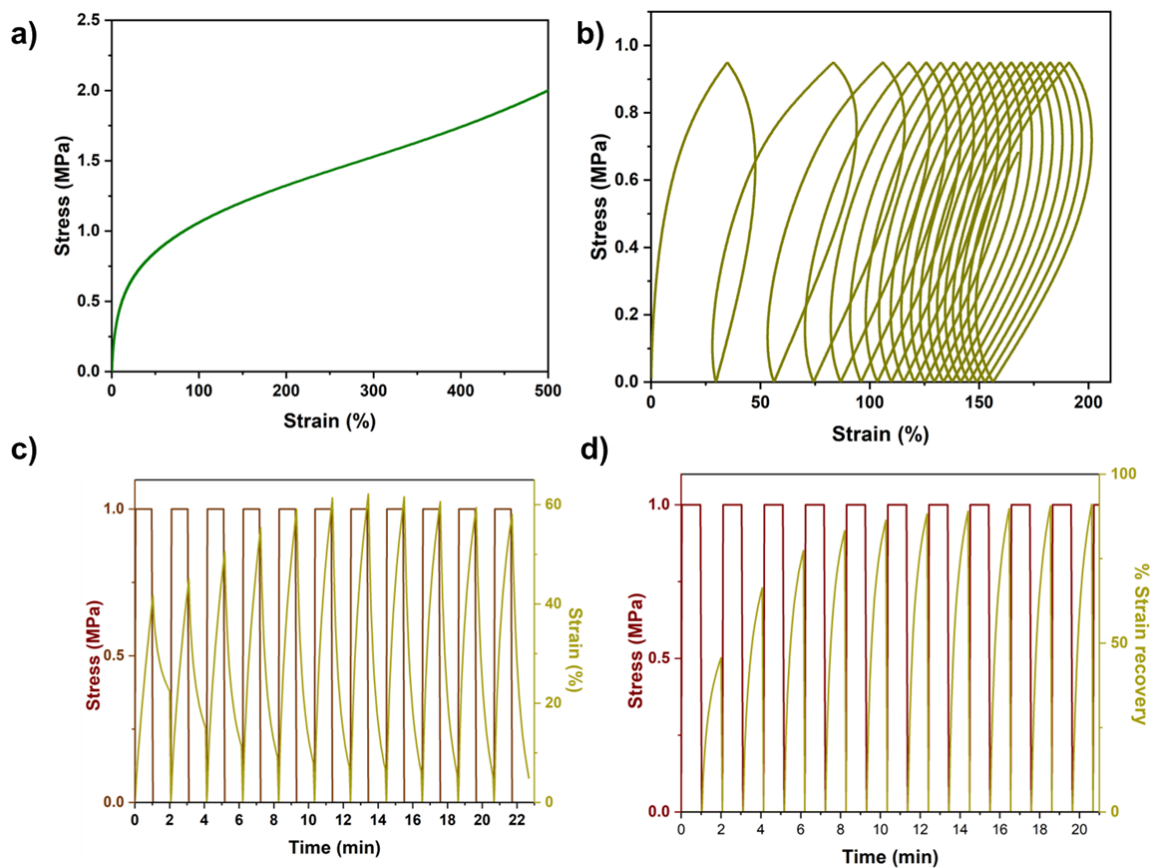 a)
2.5
2.0
1.5
1.0
0.5
0.0
Stress (MPa)
0 100 200 300 400 500
Strain (%)
b)
1.0
0.8
0.6
0.4
0.2
0.0
Stress (MPa)
0 50 100 150 200
Strain (%)
c)
1.0
0.5
0.0
Stress (MPa)
60
40
20
0
Strain (%)
0 2 4 6 8 10 12 14 16 18 20 22
Time (min)
d)
1.0
0.5
0.0
Stress (MPa)
100
50
0
% Strain recovery
0 2 4 6 8 10 12 14 16 18 20
Time (min)